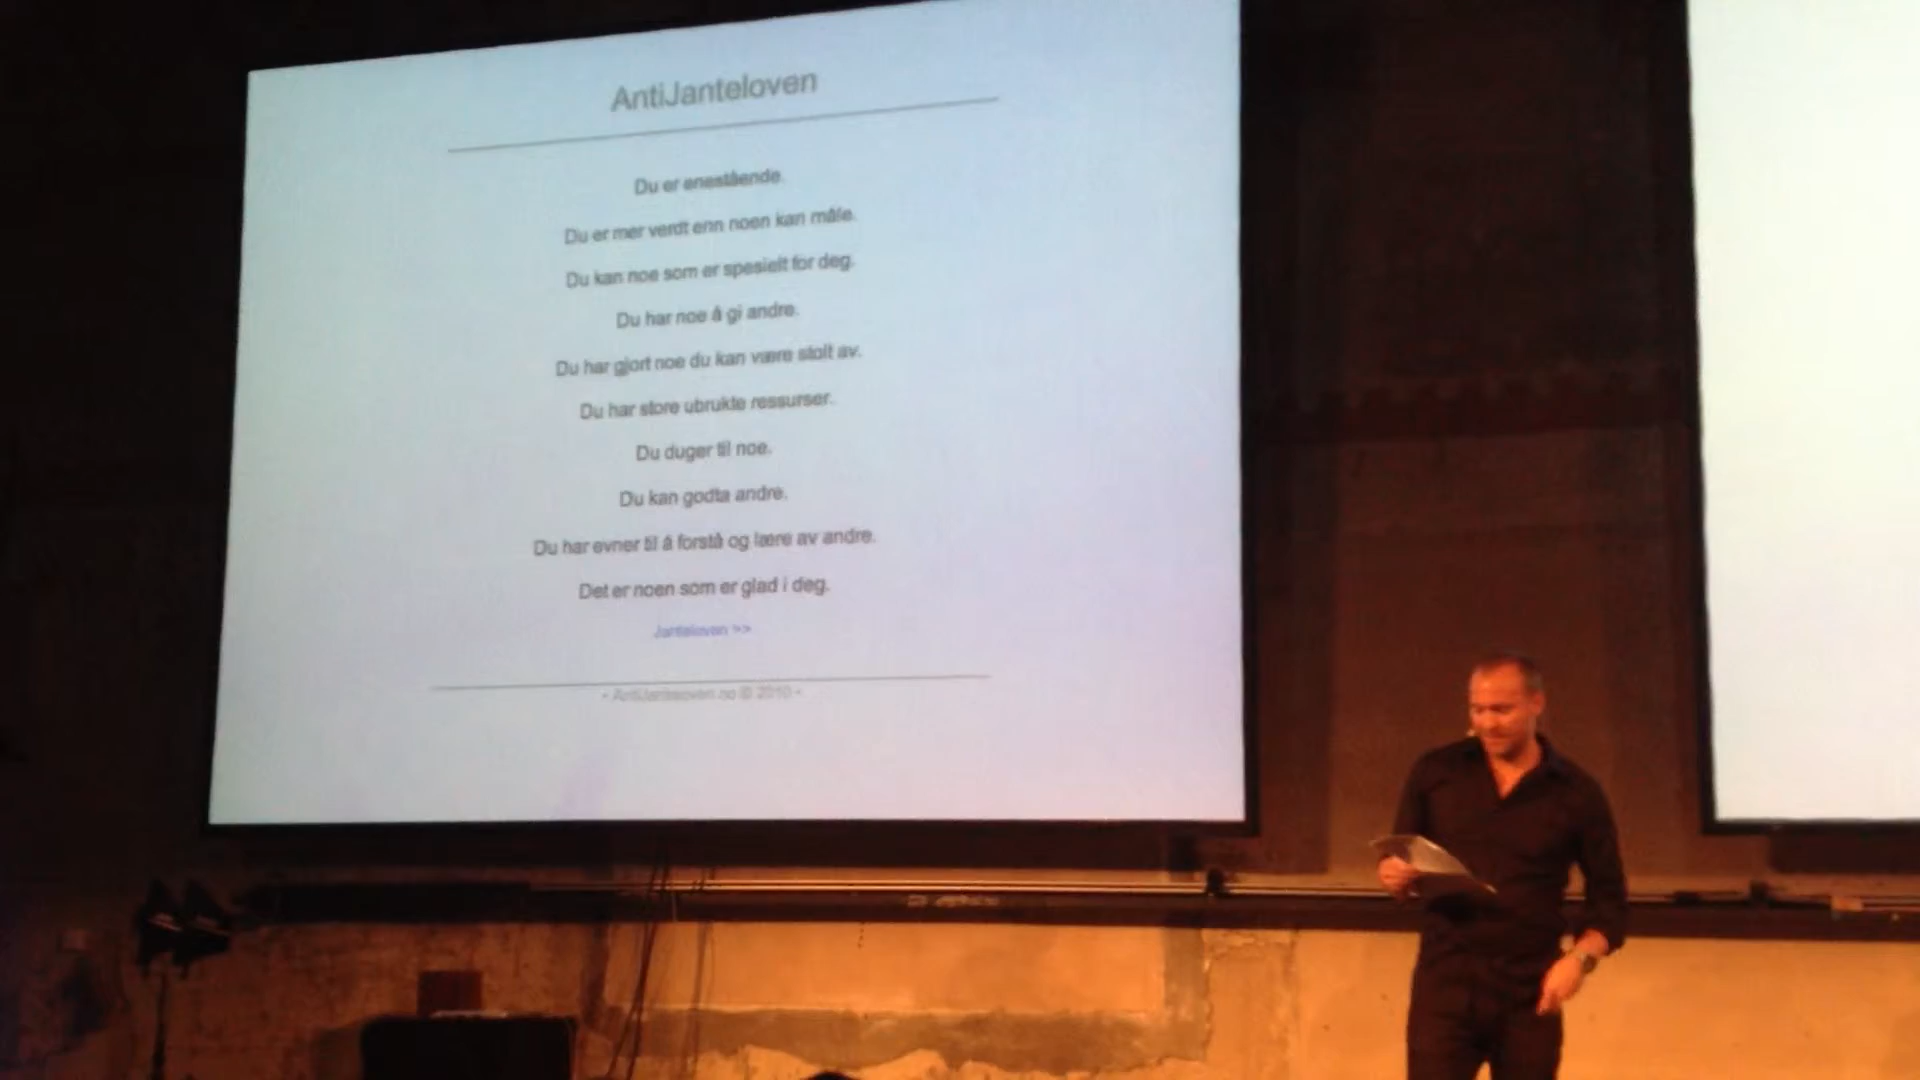 AntiJanteloven
Du er enestående.
Du er mer verdt enn noen kan måle.
Du kan noe som er spesielt for deg.
Du har noe å gi andre.
Du har gjort noe du kan være stolt av.
Du har store ubrukte ressurser.
Du duger til noe.
Du kan godta andre.
Du har evner til å forstå og lære av andre.
Det er noen som er glad i deg.
Janteloven >>
- AntiJanteloven.no © 2010 -